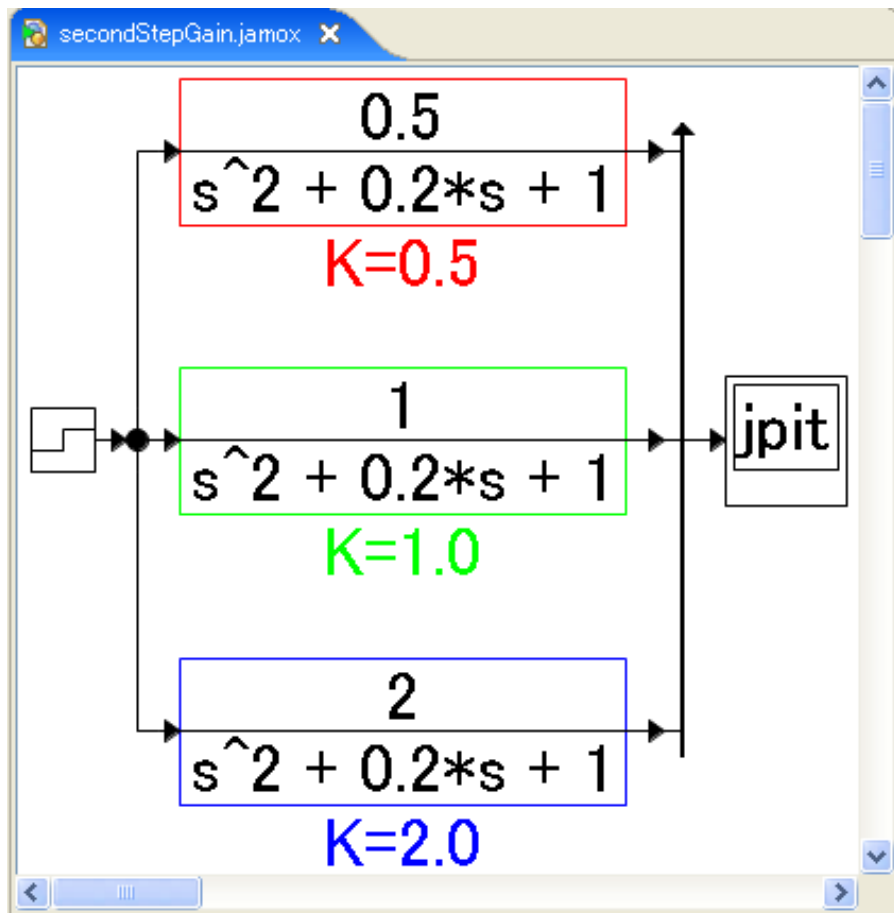 secondStepGain.jamox
0.5
s^2 + 0.2*s + 1
K=0.5
1
s^2 + 0.2*s + 1
K=1.0
jpit
2
s^2 + 0.2*s + 1
K=2.0